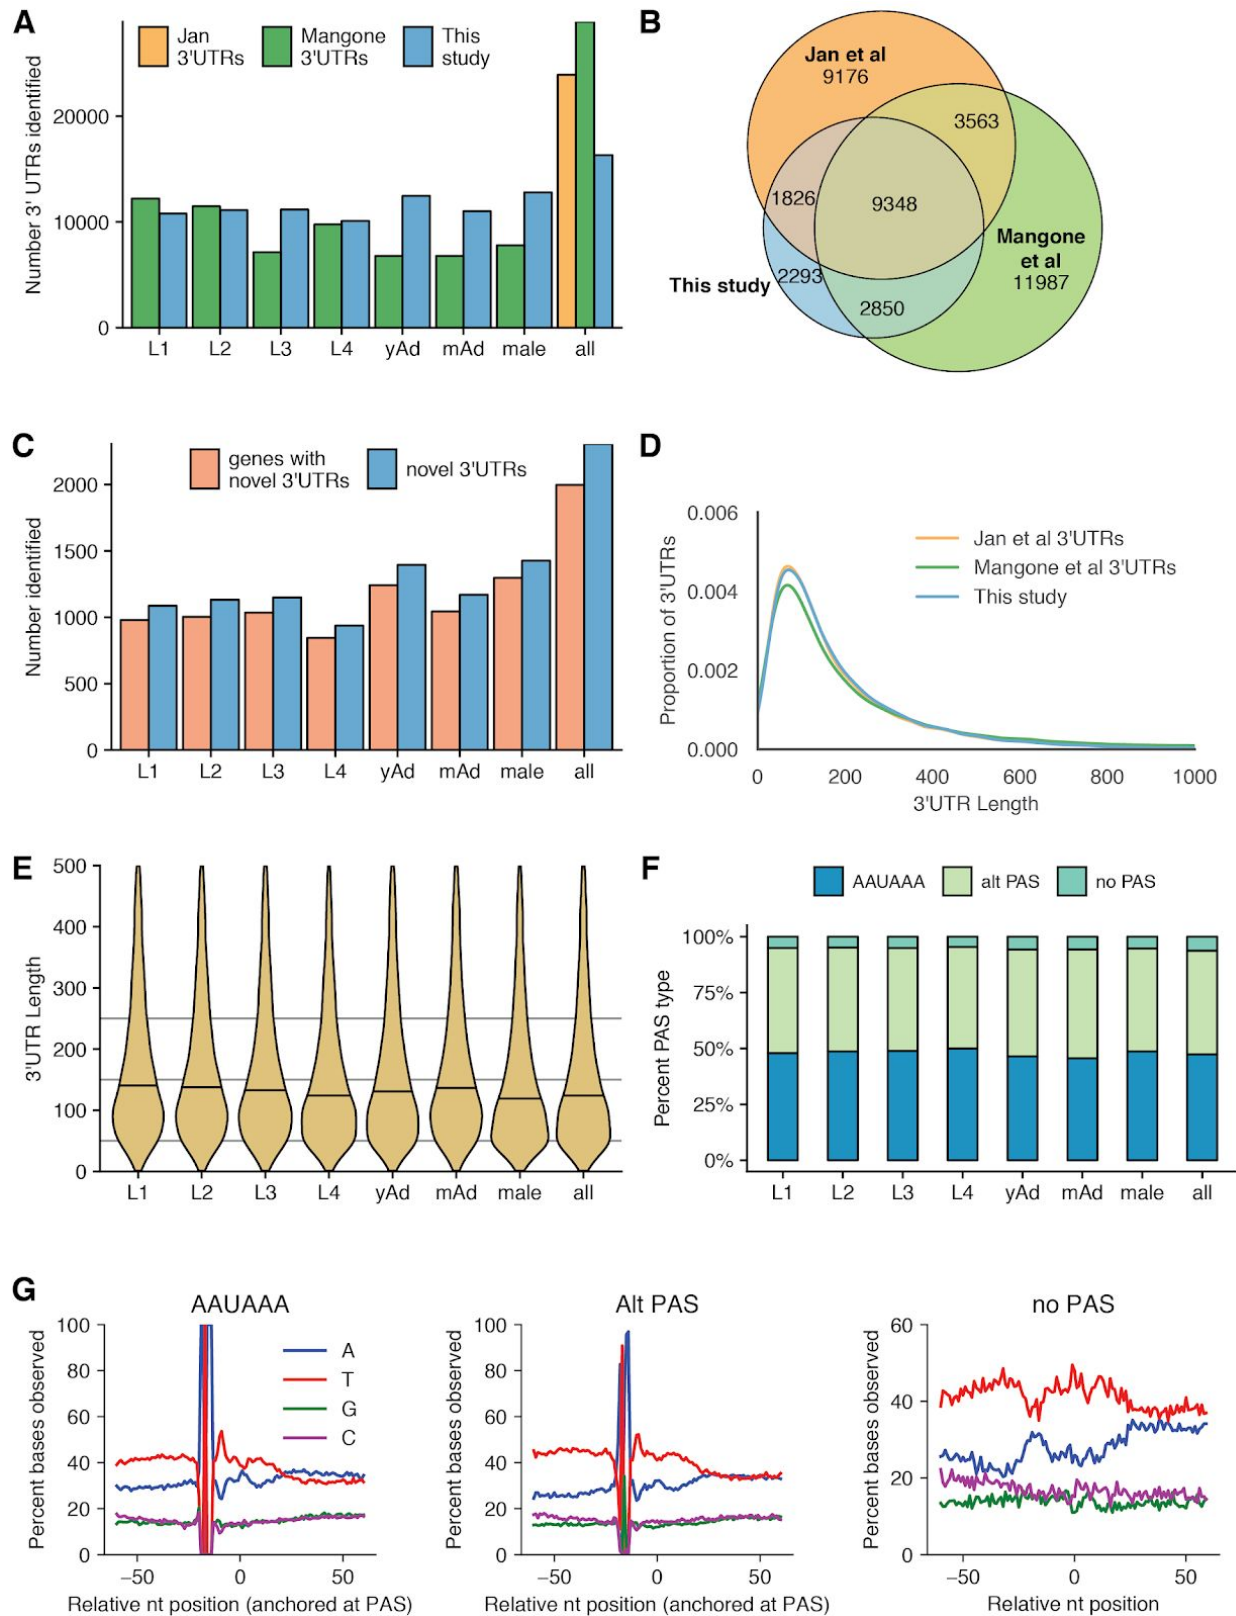 A
Jan
3'UTRs
Mangone
3'UTRs
This
study
Number 3' UTRs identified
20000
10000
0
L1 L2 L3 L4 yAd mAd male all
B
Jan et al
9176
3563
1826
9348
Mangone
et al
11987
This study
2293
2850
C
genes with
novel 3'UTRs
novel 3'UTRs
Number identified
2000
1500
1000
500
0
L1 L2 L3 L4 yAd mAd male all
D
Proportion of 3'UTRs
0.006
0.004
0.002
0.000
Jan et al 3'UTRs
Mangone et al 3'UTRs
This study
0 200 400 600 800 1000
3'UTR Length
E
3'UTR Length
500
400
300
200
100
0
L1 L2 L3 L4 yAd mAd male all
F
AAUAAA alt PAS no PAS
Percent PAS type
100%
75%
50%
25%
0%
L1 L2 L3 L4 yAd mAd male all
G
AAUAAA
Percent bases observed
100
80
60
40
20
0
A
T
G
C
−50 0 50
Relative nt position (anchored at PAS)
Alt PAS
Percent bases observed
100
80
60
40
20
0
−50 0 50
Relative nt position (anchored at PAS)
no PAS
Percent bases observed
60
40
20
0
−50 0 50
Relative nt position